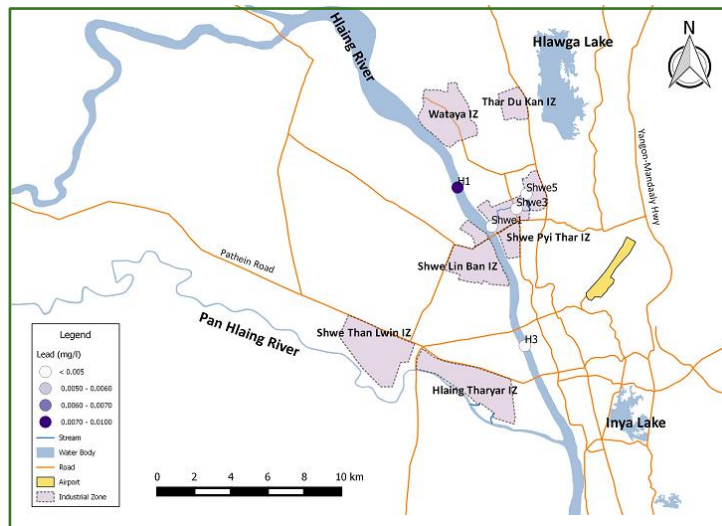 Hlaing River
Hlawga Lake
N
Thar Du Kan IZ
Wataya IZ
Yangon-Mandaaly Hwy
H1
Shwe5
Shwe3
Shwe1
Shwe Pyi Thar IZ
Shwe Lin Ban IZ
Pathein Road
Pan Hlaing River
Shwe Than Lwin IZ
H3
Hlaing Tharyar IZ
Inya Lake
Legend
Lead (mg/l)
< 0.005
0.0050 - 0.0060
0.0060 - 0.0070
0.0070 - 0.0100
Stream
Water Body
Road
Airport
Industrial Zone
0 2 4 6 8 10 km